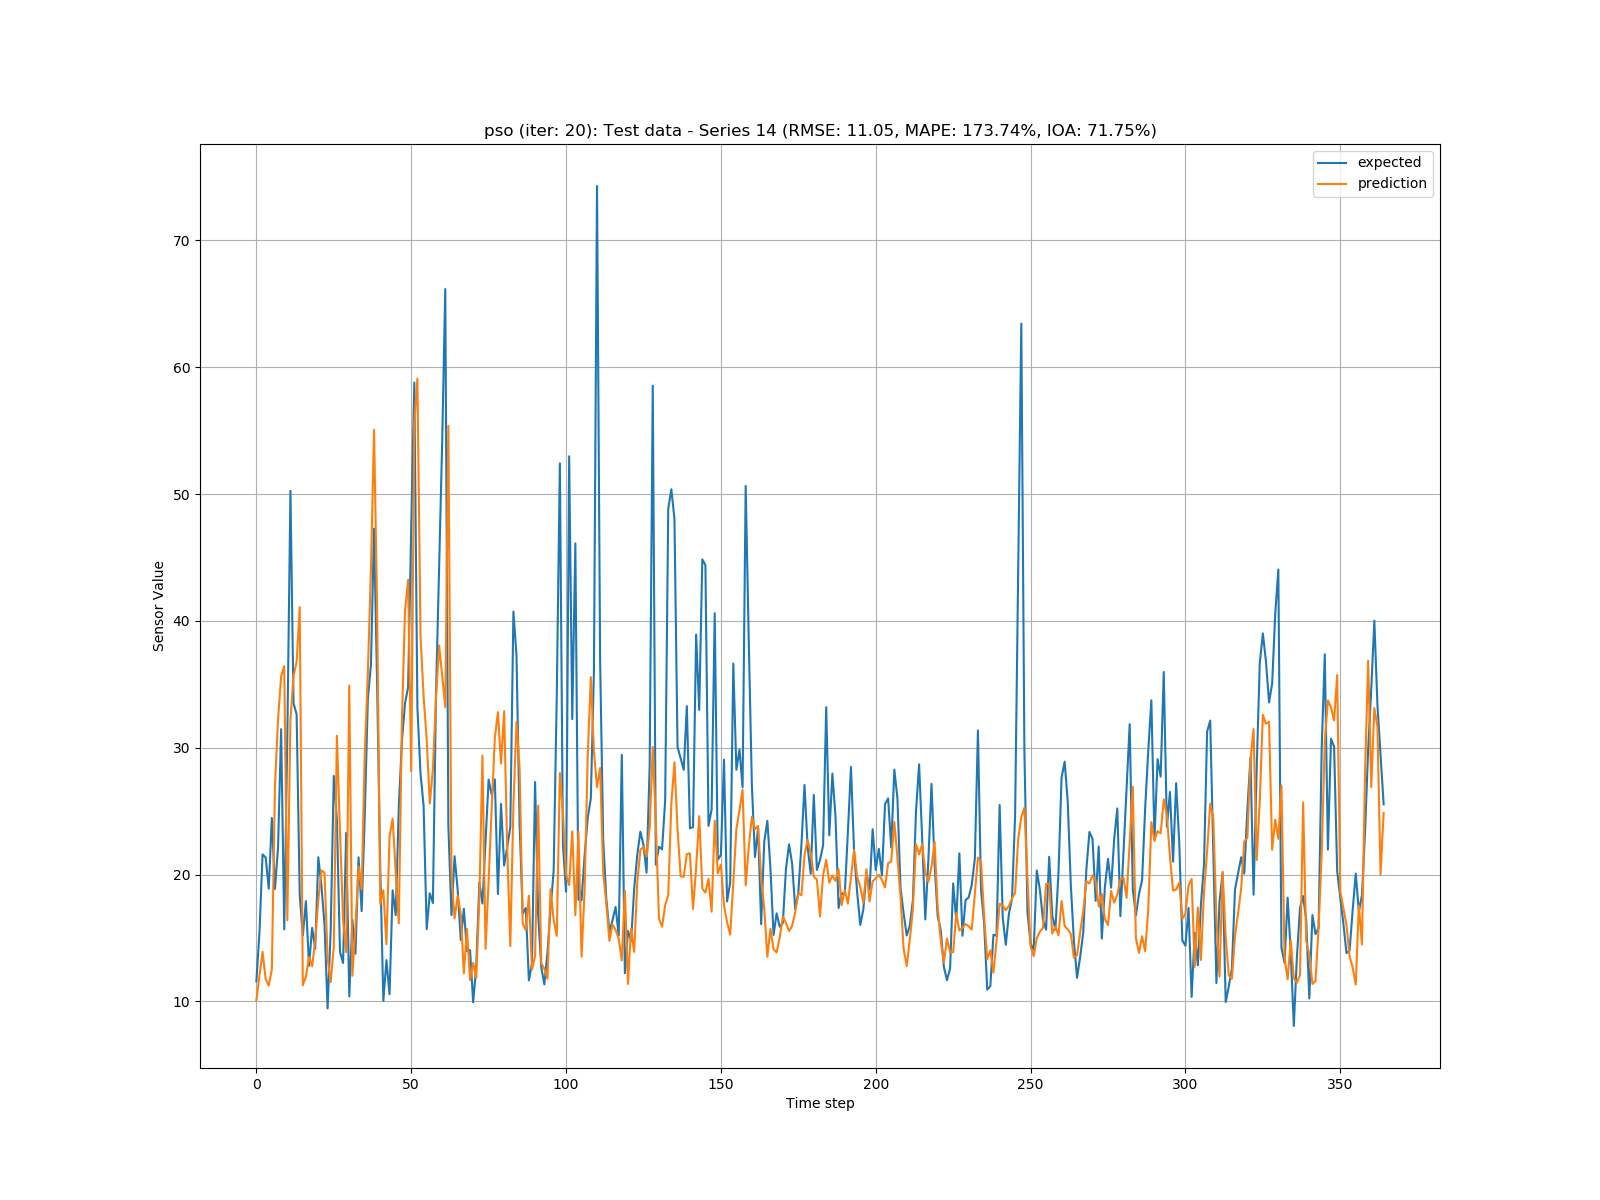 pso (iter: 20): Test data - Series 14 (RMSE: 11.05, MAPE: 173.74%, IOA: 71.75%)
expected
prediction
70
60
50
40
30
20
10
Sensor Value
0 50 100 150 200 250 300 350
Time step